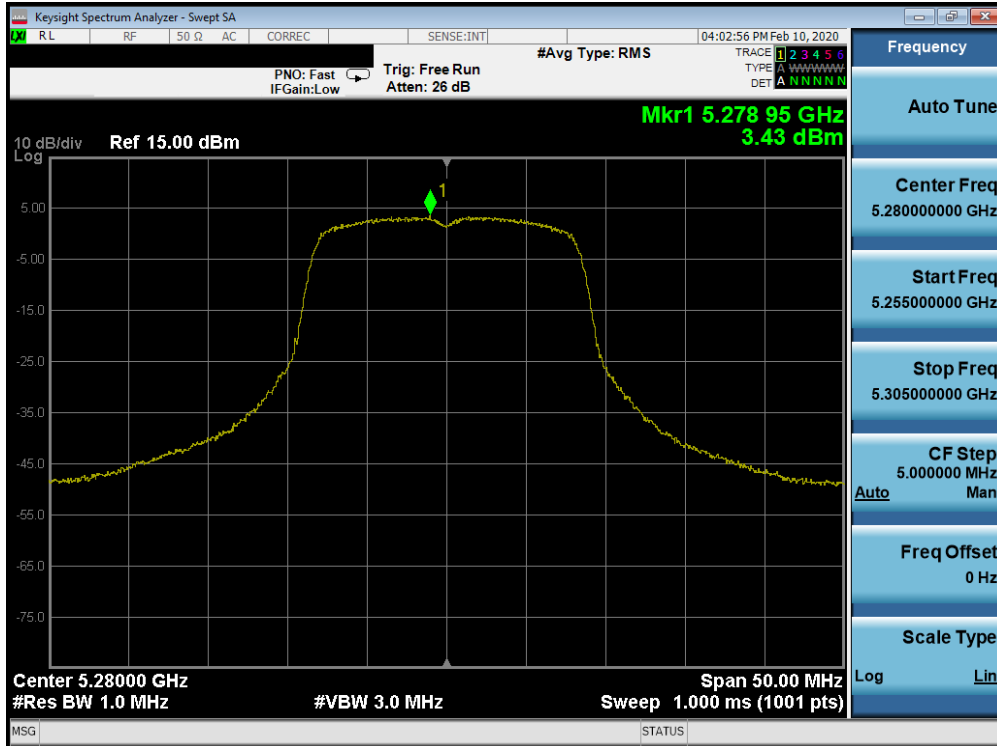 Keysight Spectrum Analyzer - Swept SA
LXI RL RF 50 Ω AC CORREC SENSE:INT 04:02:56 PM Feb 10, 2020
#Avg Type: RMS
TRACE 1 2 3 4 5 6
TYPE A WWWWW
DET A N N N N N
PNO: Fast
IFGain:Low
Trig: Free Run
Atten: 26 dB
Mkr1 5.278 95 GHz
3.43 dBm
10 dB/div Ref 15.00 dBm
Log
1
5.00
-5.00
-15.0
-25.0
-35.0
-45.0
-55.0
-65.0
-75.0
Center 5.28000 GHz
Span 50.00 MHz
#Res BW 1.0 MHz
#VBW 3.0 MHz
Sweep 1.000 ms (1001 pts)
MSG
STATUS
Frequency
Auto Tune
Center Freq
5.280000000 GHz
Start Freq
5.255000000 GHz
Stop Freq
5.305000000 GHz
CF Step
5.000000 MHz
Auto Man
Freq Offset
0 Hz
Scale Type
Log Lin